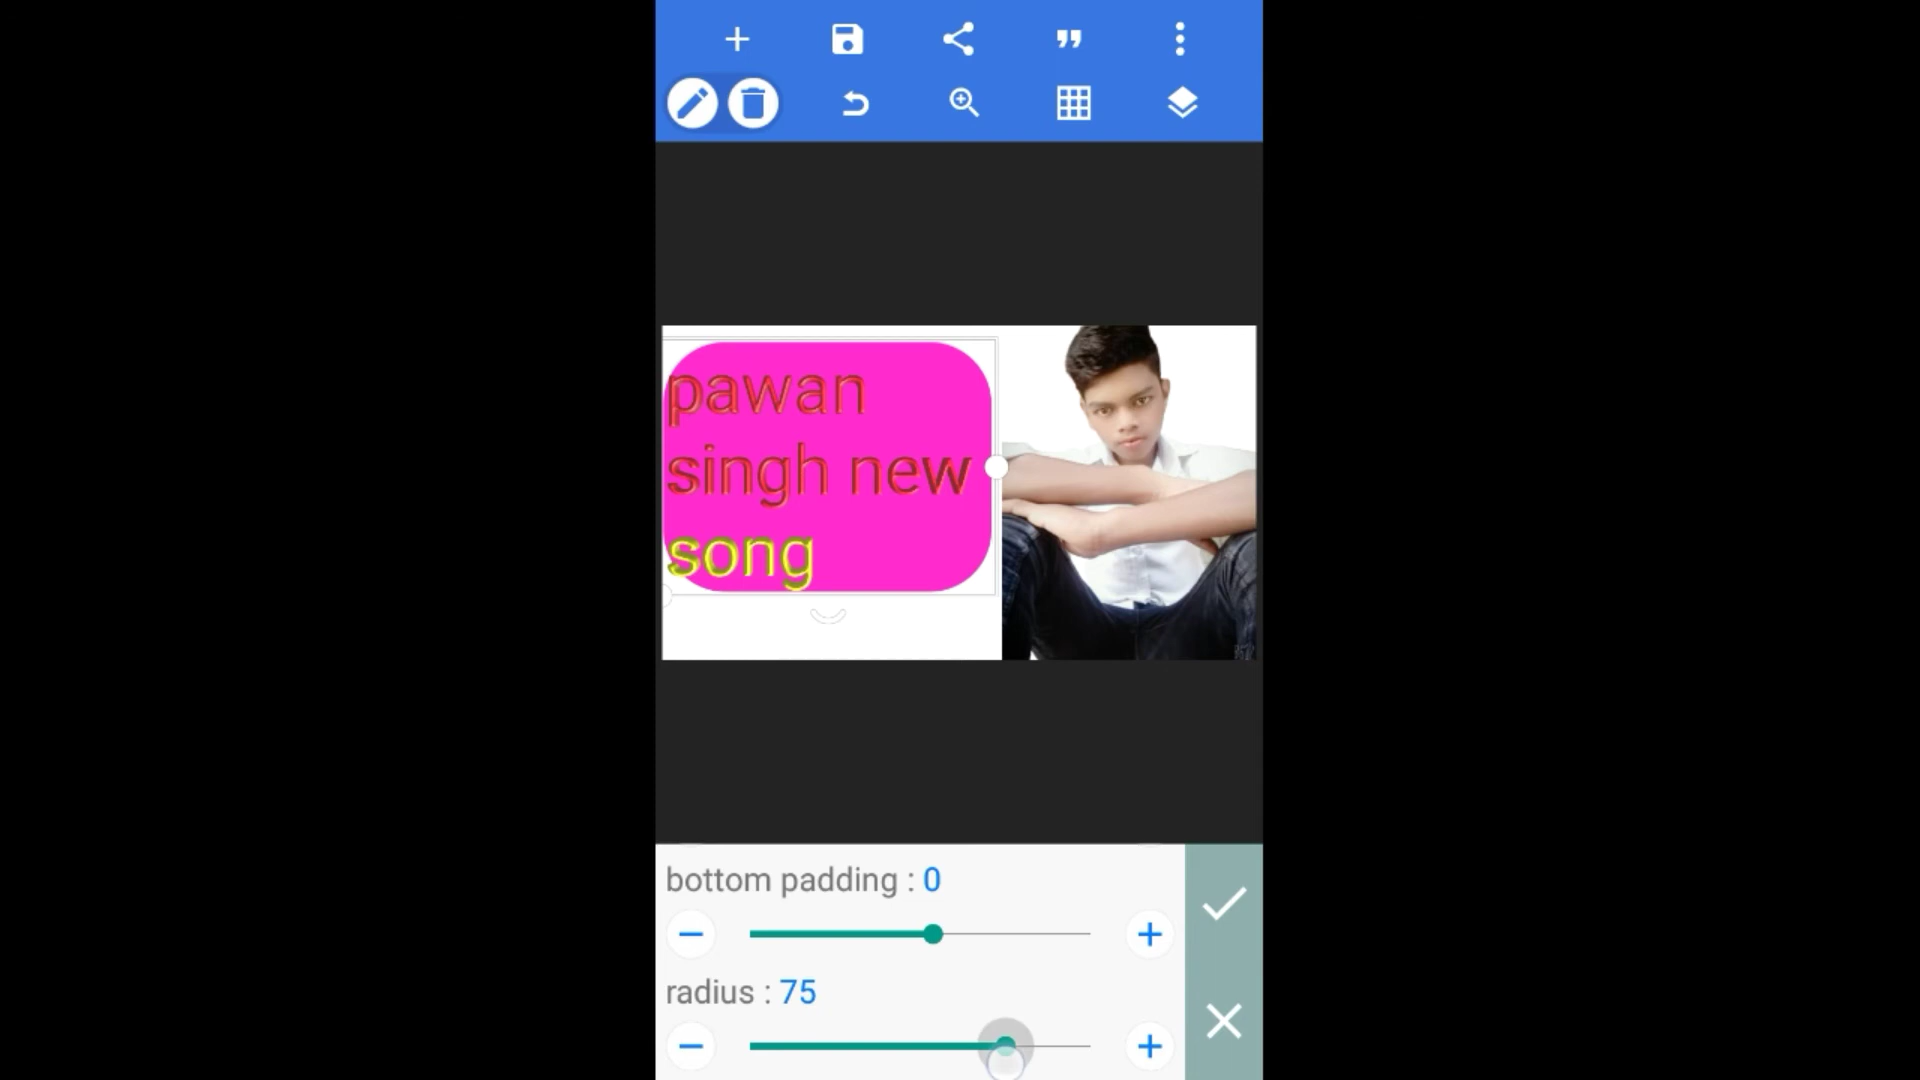 pawan
singh new
song
bottom padding : 0
radius : 75